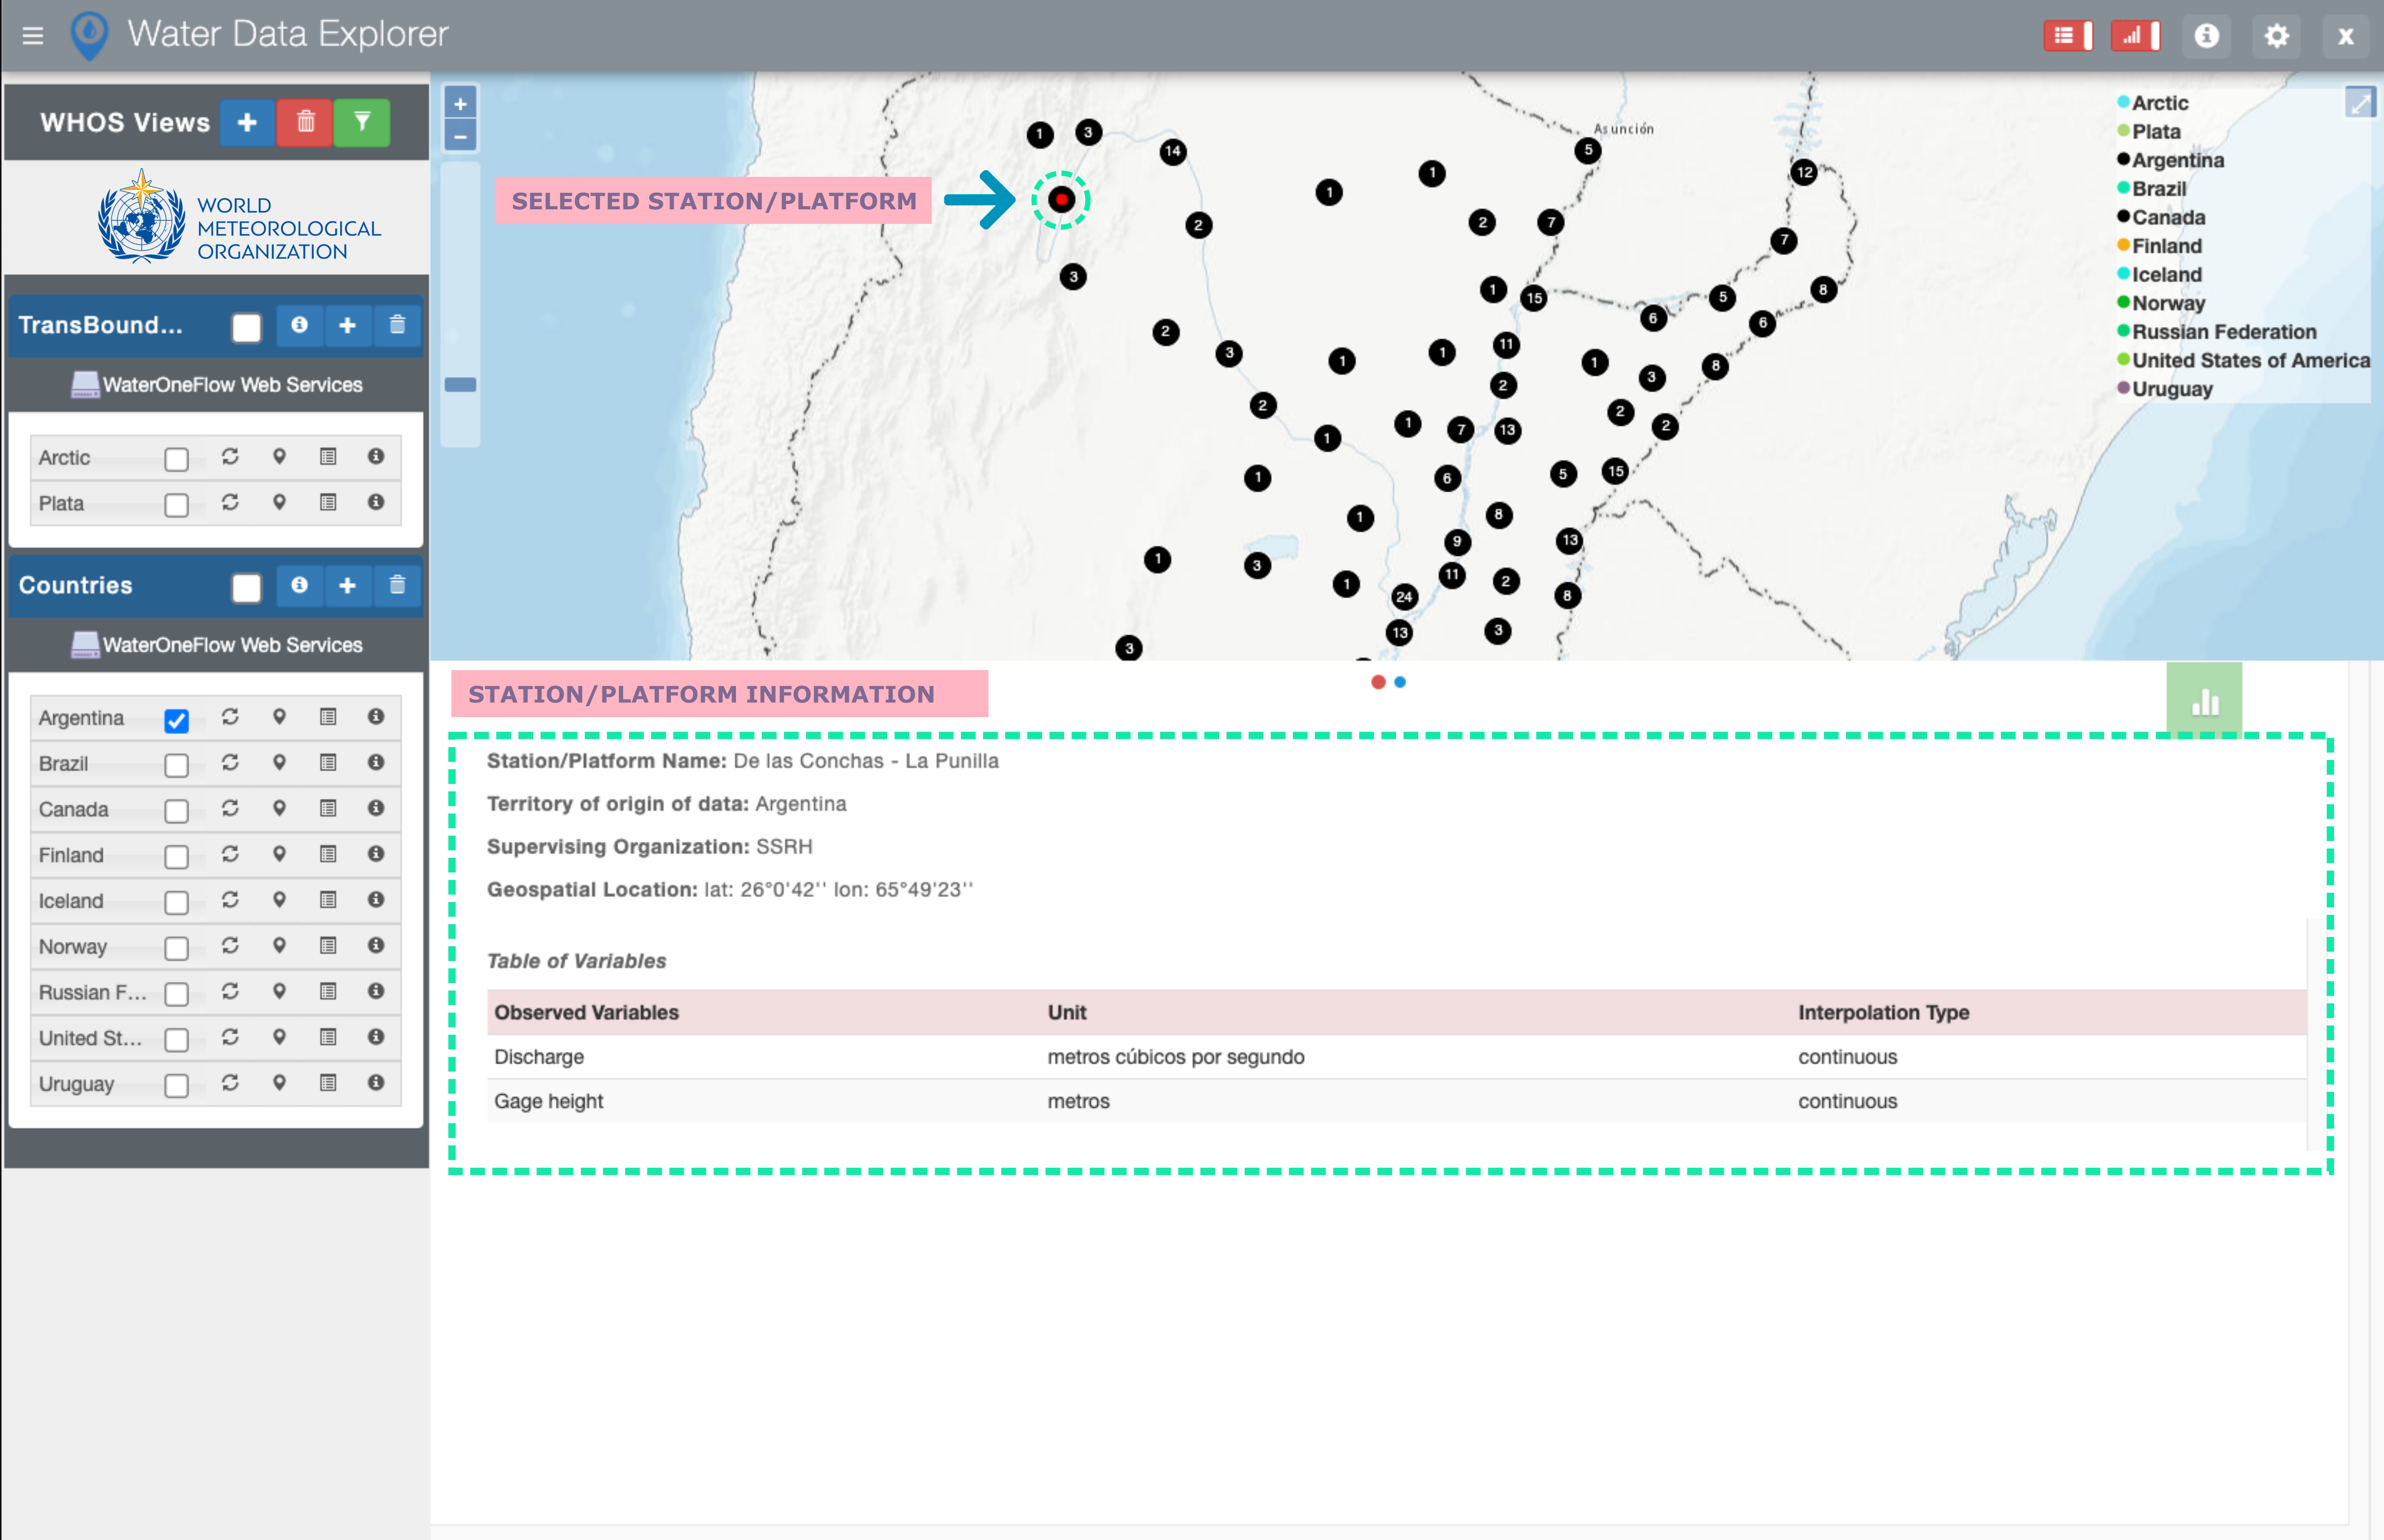 Water Data Explorer
WHOS Views
WORLD
METEOROLOGICAL
ORGANIZATION
TransBound...
WaterOneFlow Web Services
Arctic
Plata
Countries
WaterOneFlow Web Services
Argentina
Brazil
Canada
Finland
Iceland
Norway
Russian F...
United St...
Uruguay
+
−
SELECTED STATION/PLATFORM
Asunción
1 3 14 5 12
1 1
2 2 7 7
3 1 15 5 8
2 6 6
3 1 1 11 1 8
2 3
2 1 7 13 2 2
1
1 6 5 15
1 8
9 13
1 3 11 2
1 24 8
13 3
3
Arctic
Plata
Argentina
Brazil
Canada
Finland
Iceland
Norway
Russian Federation
United States of America
Uruguay
STATION/PLATFORM INFORMATION
Station/Platform Name: De las Conchas - La Punilla
Territory of origin of data: Argentina
Supervising Organization: SSRH
Geospatial Location: lat: 26°0'42'' lon: 65°49'23''
Table of Variables
Observed Variables Unit Interpolation Type
Discharge metros cúbicos por segundo continuous
Gage height metros continuous